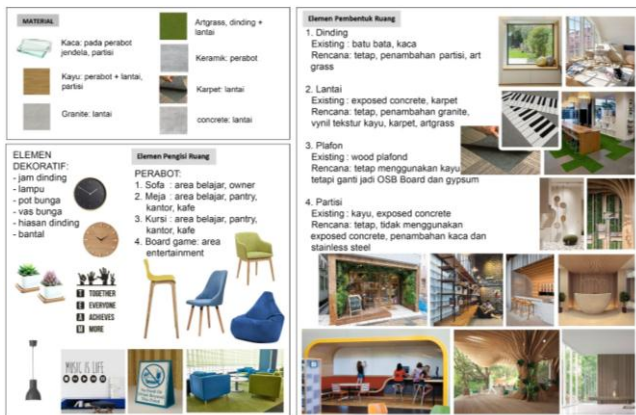 MATERIAL
Kaca: pada perabot
jendela, partisi
Kayu: perabot + lantai,
partisi
Granite: lantai
Artgrass, dinding +
lantai
Keramik: perabot
Karpet: lantai
concrete: lantai
ELEMEN
DEKORATIF:
- jam dinding
- lampu
- pot bunga
- vas bunga
- hiasan dinding
- bantal
Elemen Pengisi Ruang
PERABOT:
1. Sofa : area belajar, owner
2. Meja : area belajar, pantry,
kantor, kafe
3. Kursi : area belajar, pantry,
kantor, kafe
4. Board game: area
entertainment
T TOGETHER
E EVERYONE
A ACHIEVES
M MORE
MUSIC IS LIFE
Elemen Pembentuk Ruang
1. Dinding
Existing : batu bata, kaca
Rencana: tetap, penambahan partisi, art
grass
2. Lantai
Existing : exposed concrete, karpet
Rencana: tetap, penambahan granite,
vynil tekstur kayu, karpet, artgrass
3. Plafon
Existing : wood plafond
Rencana: tetap menggunakan kayu
tetapi ganti jadi OSB Board dan gypsum
4. Partisi
Existing : kayu, exposed concrete
Rencana: tetap, tidak menggunakan
exposed concrete, penambahan kaca dan
stainless steel